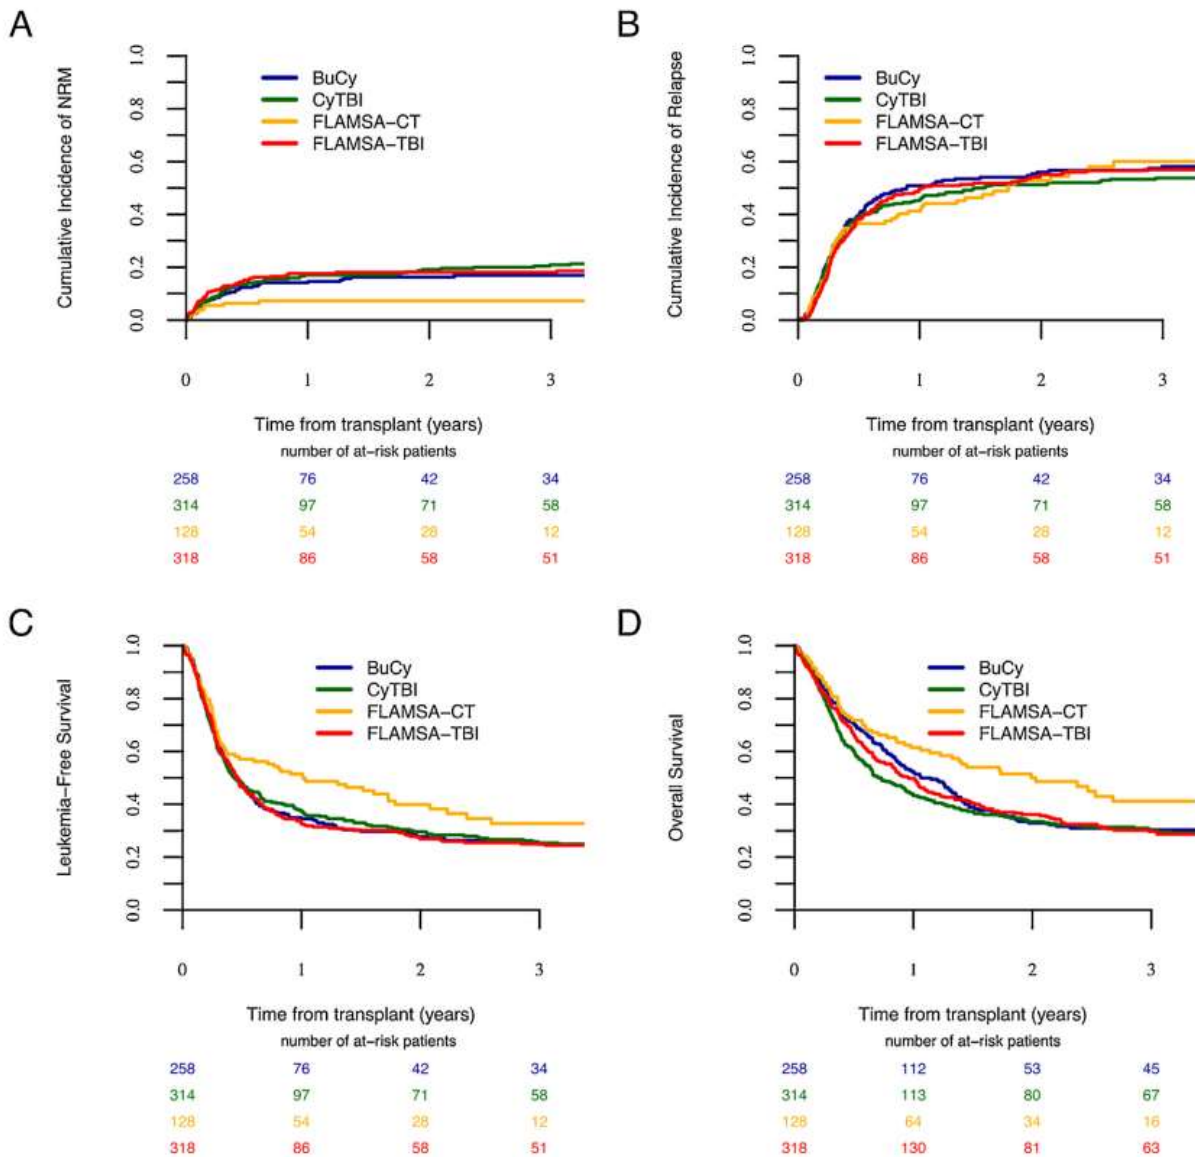 A
Cumulative Incidence of NRM
1.0
0.8
0.6
0.4
0.2
0.0
BuCy
CyTBI
FLAMSA-CT
FLAMSA-TBI
0 1 2 3
Time from transplant (years)
number of at-risk patients
258 76 42 34
314 97 71 58
128 54 28 12
318 86 58 51
B
Cumulative Incidence of Relapse
1.0
0.8
0.6
0.4
0.2
0.0
BuCy
CyTBI
FLAMSA-CT
FLAMSA-TBI
0 1 2 3
Time from transplant (years)
number of at-risk patients
258 76 42 34
314 97 71 58
128 54 28 12
318 86 58 51
C
Leukemia-Free Survival
1.0
0.8
0.6
0.4
0.2
0.0
BuCy
CyTBI
FLAMSA-CT
FLAMSA-TBI
0 1 2 3
Time from transplant (years)
number of at-risk patients
258 76 42 34
314 97 71 58
128 54 28 12
318 86 58 51
D
Overall Survival
1.0
0.8
0.6
0.4
0.2
0.0
BuCy
CyTBI
FLAMSA-CT
FLAMSA-TBI
0 1 2 3
Time from transplant (years)
number of at-risk patients
258 112 53 45
314 113 80 67
128 64 34 16
318 130 81 63